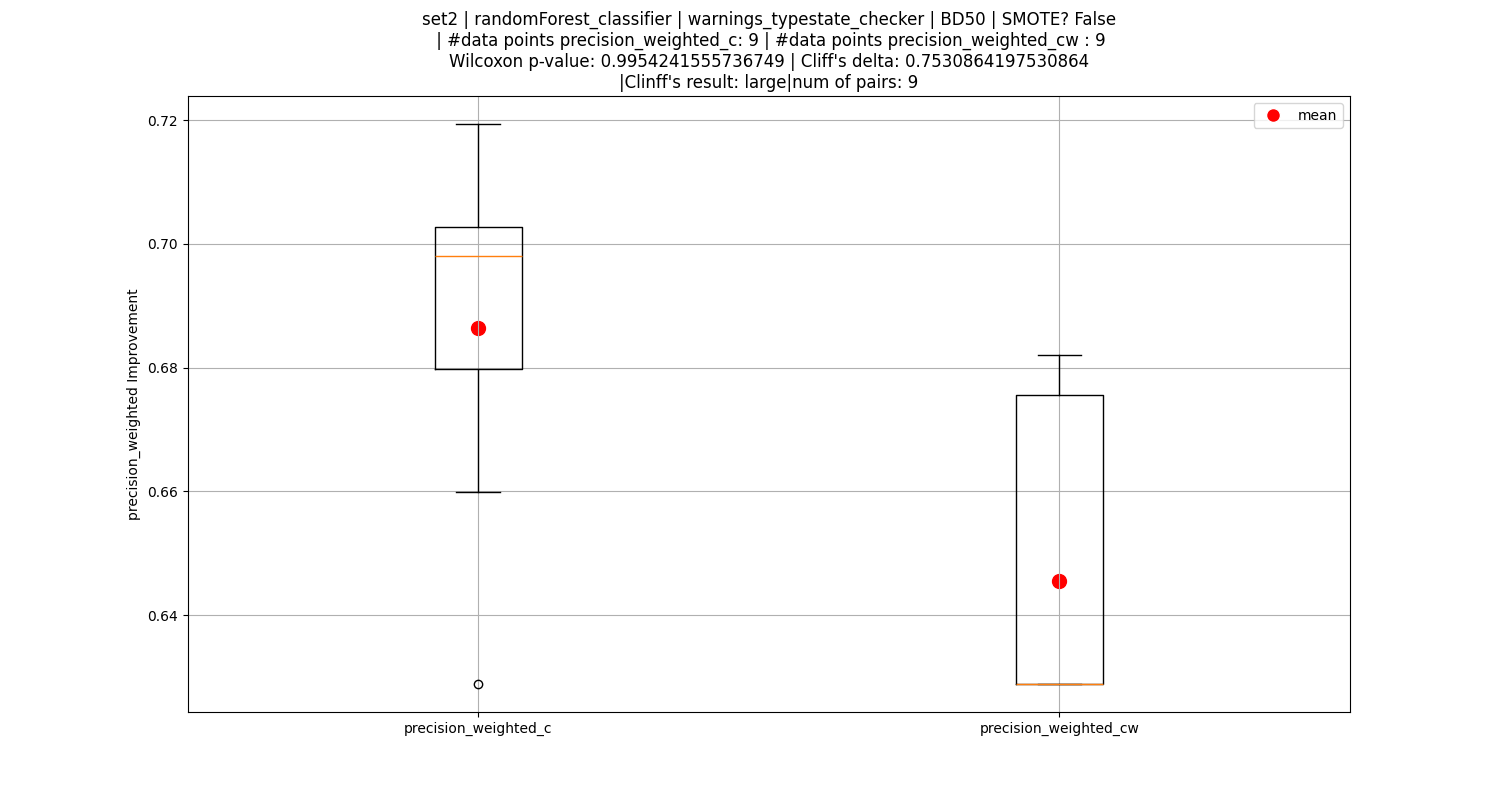 set2 | randomForest_classifier | warnings_typestate_checker | BD50 | SMOTE? False
| #data points precision_weighted_c: 9 | #data points precision_weighted_cw : 9
Wilcoxon p-value: 0.9954241555736749 | Cliff's delta: 0.7530864197530864
|Clinff's result: large|num of pairs: 9
mean
0.72
0.70
0.68
0.66
0.64
precision_weighted Improvement
precision_weighted_c
precision_weighted_cw